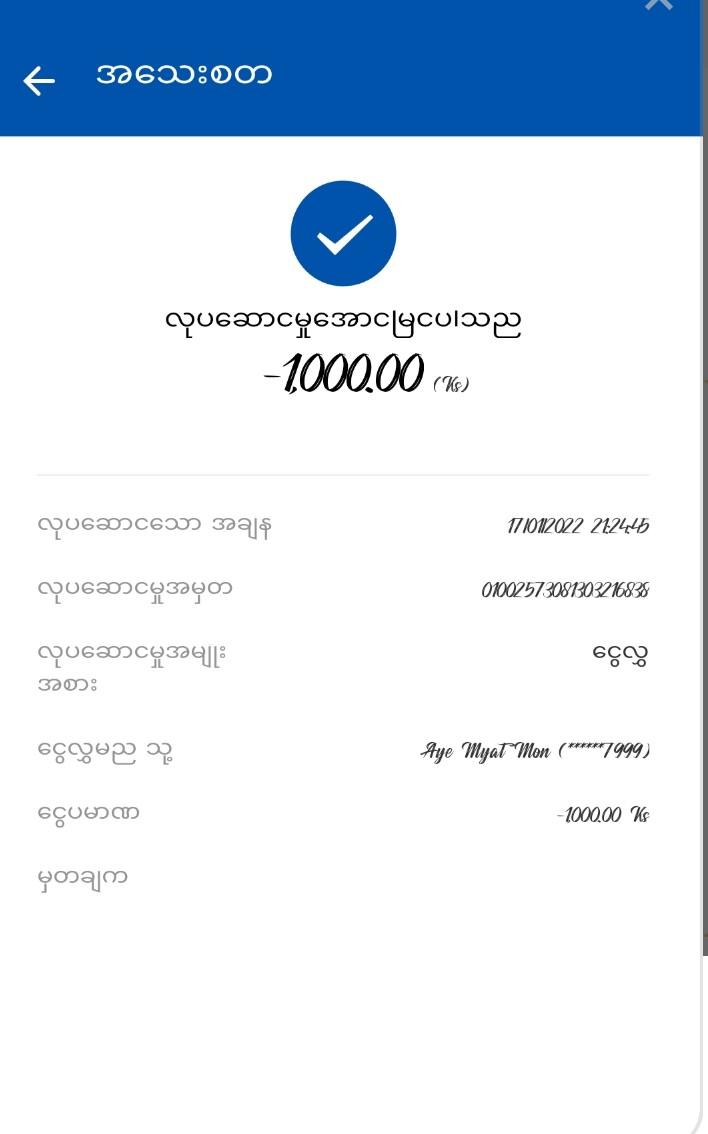 အသေးစတ
လုပဆောငမှုအောငမြငပါသည
-1,000.00 (Ks)
လုပဆောငသော အချန
17/01/2022 21:24:45
လုပဆောငမှုအမှတ
01002573081303216838
လုပဆောငမှုအမျုး
အစား
ငွေလွှ
ငွေလွှမည သူ့
Aye Myat Mon (******7999)
ငွေပမာဏ
-1000.00 Ks
မှတချက